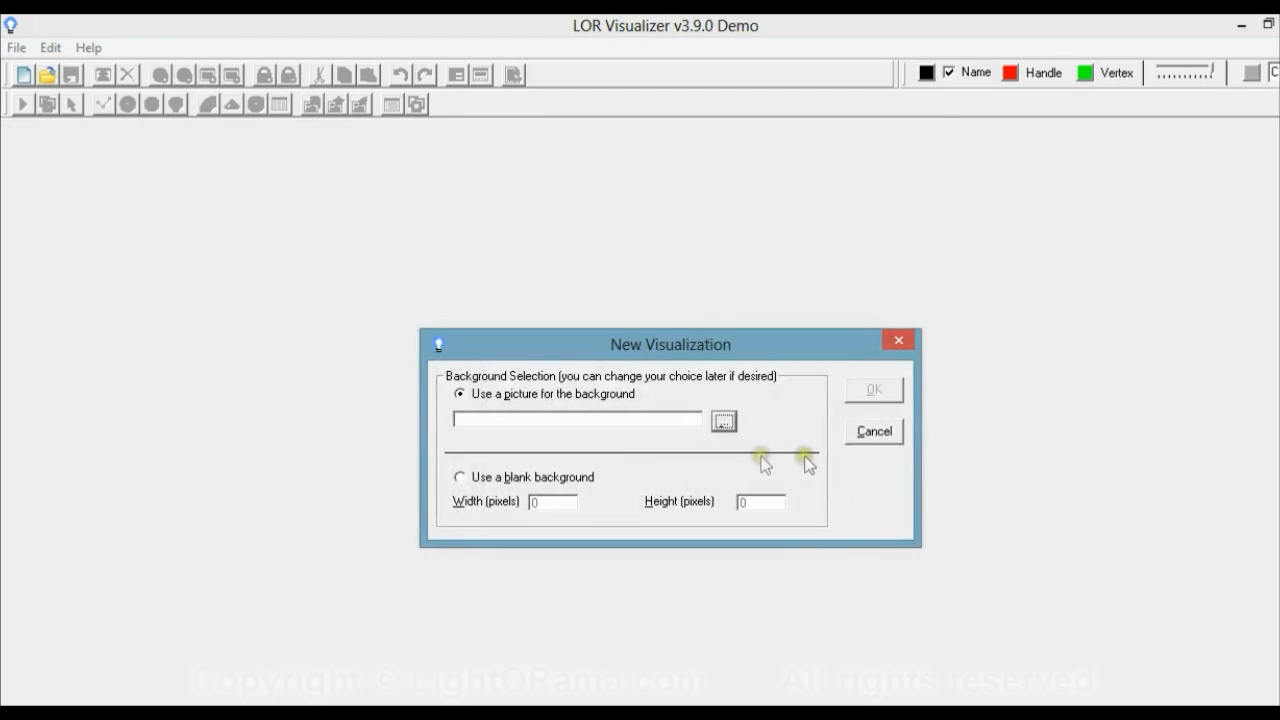 LOR Visualizer v3.9.0 Demo
File Edit Help
Name Handle Vertex C
New Visualization
Background Selection (you can change your choice later if desired)
Use a picture for the background
OK
...
Cancel
Use a blank background
Width (pixels) 0 Height (pixels) 0
Copyright © LightORama.com All rights reserved